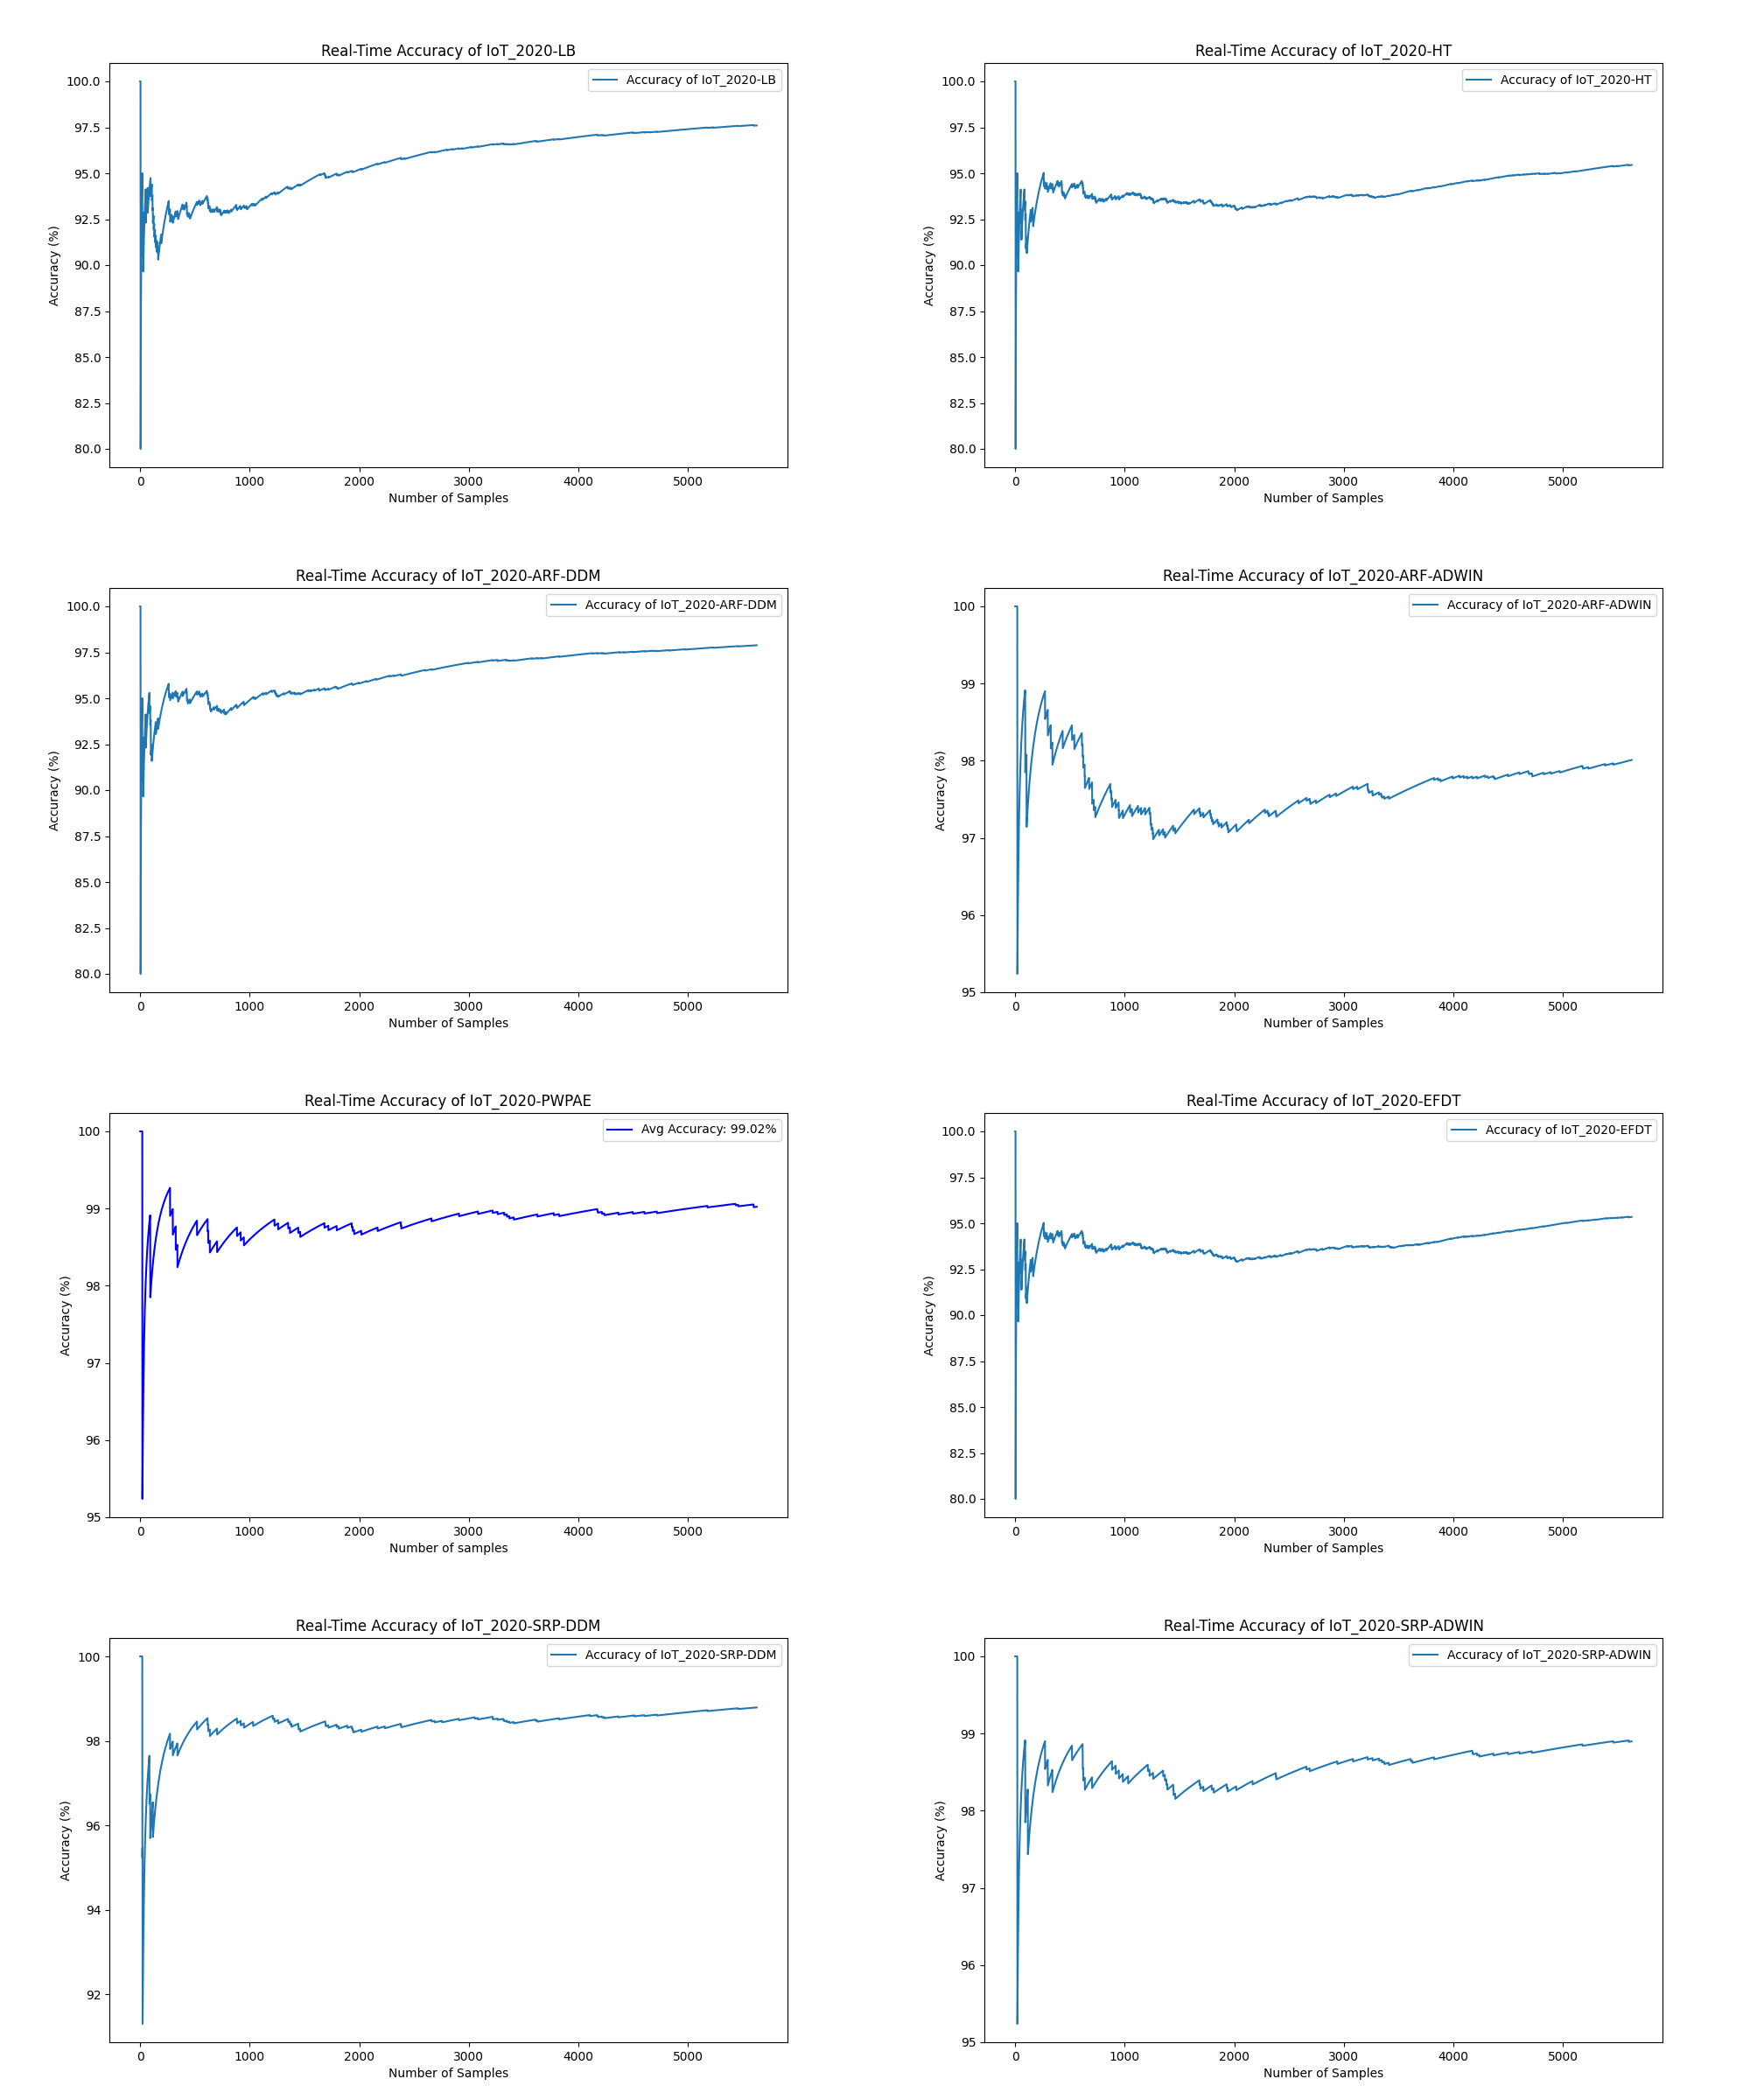 Real-Time Accuracy of IoT_2020-LB
Accuracy of IoT_2020-LB
100.0
97.5
95.0
92.5
90.0
87.5
85.0
82.5
80.0
Accuracy (%)
0 1000 2000 3000 4000 5000
Number of Samples
Real-Time Accuracy of IoT_2020-HT
Accuracy of IoT_2020-HT
100.0
97.5
95.0
92.5
90.0
87.5
85.0
82.5
80.0
Accuracy (%)
0 1000 2000 3000 4000 5000
Number of Samples
Real-Time Accuracy of IoT_2020-ARF-DDM
Accuracy of IoT_2020-ARF-DDM
100.0
97.5
95.0
92.5
90.0
87.5
85.0
82.5
80.0
Accuracy (%)
0 1000 2000 3000 4000 5000
Number of Samples
Real-Time Accuracy of IoT_2020-ARF-ADWIN
Accuracy of IoT_2020-ARF-ADWIN
100
99
98
97
96
95
Accuracy (%)
0 1000 2000 3000 4000 5000
Number of Samples
Real-Time Accuracy of IoT_2020-PWPAE
Avg Accuracy: 99.02%
100
99
98
97
96
95
Accuracy (%)
0 1000 2000 3000 4000 5000
Number of samples
Real-Time Accuracy of IoT_2020-EFDT
Accuracy of IoT_2020-EFDT
100.0
97.5
95.0
92.5
90.0
87.5
85.0
82.5
80.0
Accuracy (%)
0 1000 2000 3000 4000 5000
Number of Samples
Real-Time Accuracy of IoT_2020-SRP-DDM
Accuracy of IoT_2020-SRP-DDM
100
98
96
94
92
Accuracy (%)
0 1000 2000 3000 4000 5000
Number of Samples
Real-Time Accuracy of IoT_2020-SRP-ADWIN
Accuracy of IoT_2020-SRP-ADWIN
100
99
98
97
96
95
Accuracy (%)
0 1000 2000 3000 4000 5000
Number of Samples